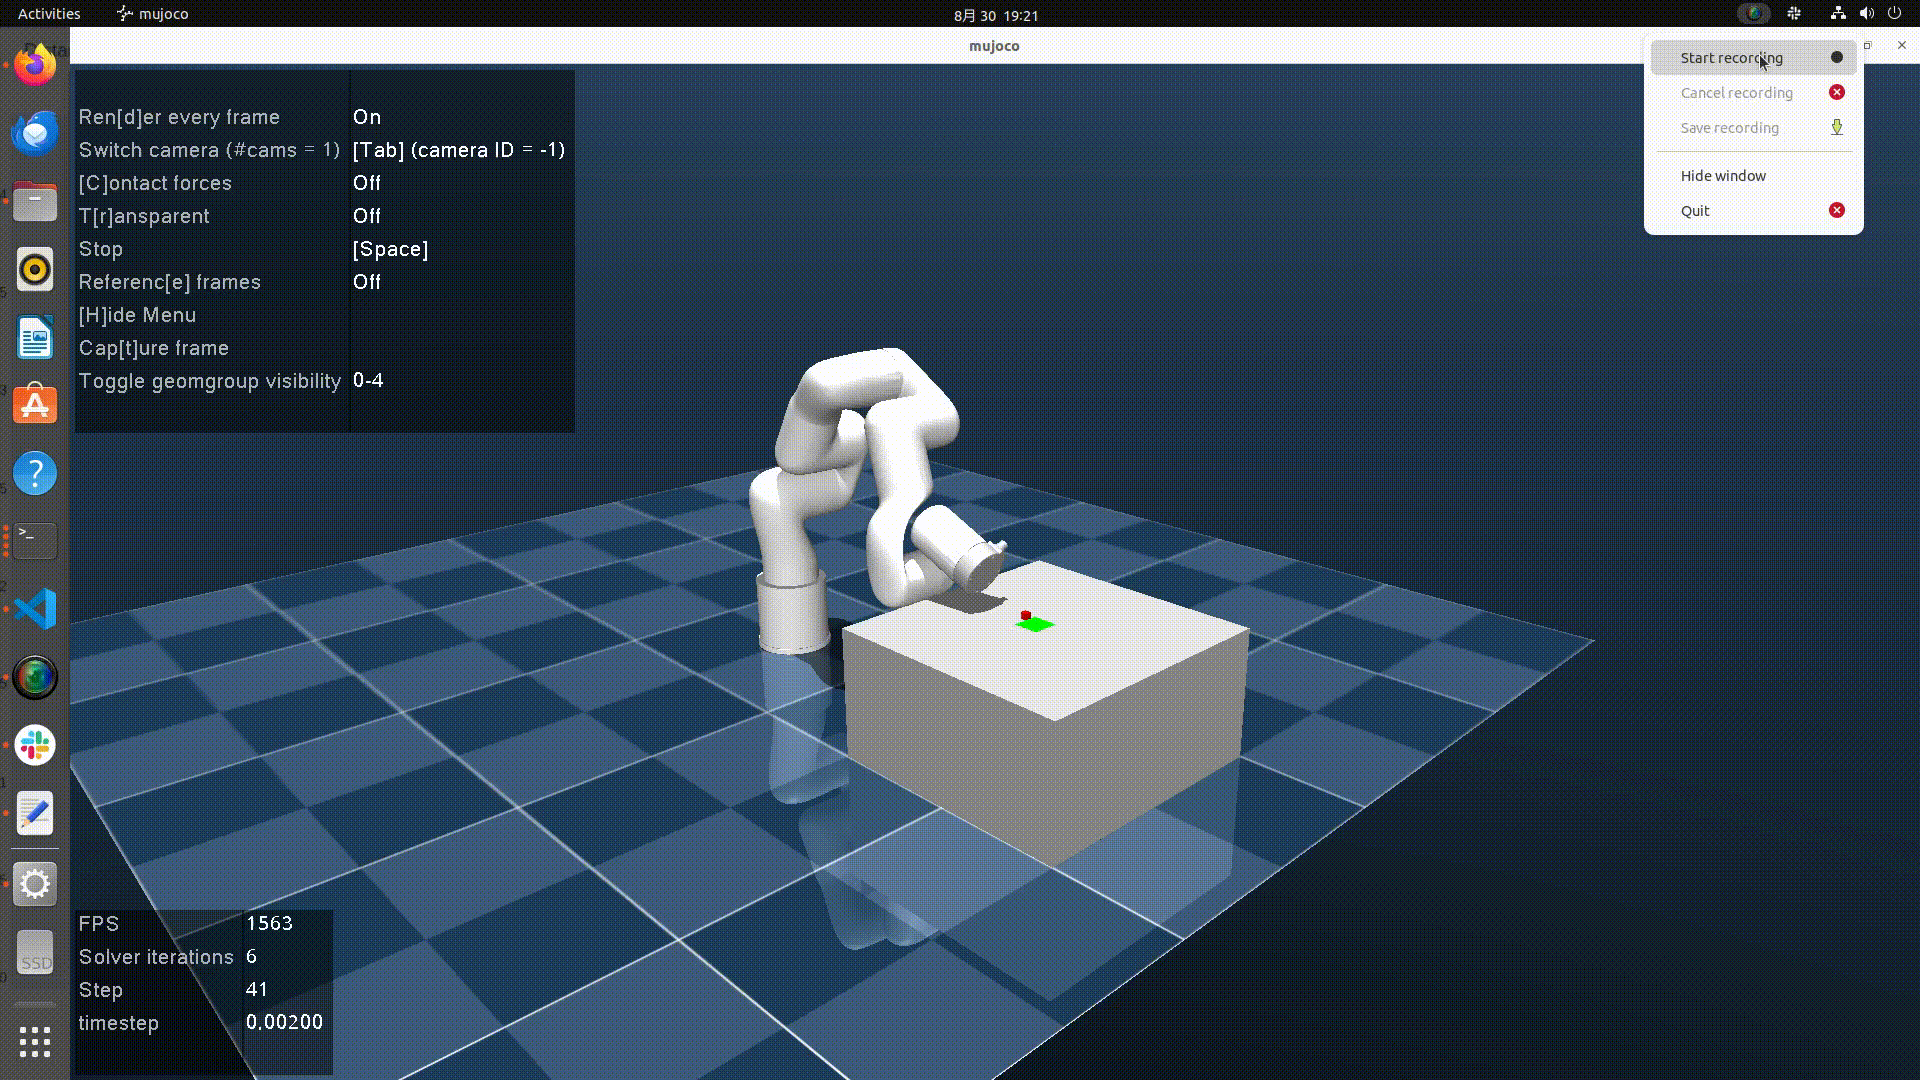 Activities
mujoco
8月 30 19:21
mujoco
Start recording
Cancel recording
Save recording
Hide window
Quit
Ren[d]er every frame On
Switch camera (#cams = 1) [Tab] (camera ID = -1)
[C]ontact forces Off
T[r]ansparent Off
Stop [Space]
Referenc[e] frames Off
[H]ide Menu
Cap[t]ure frame
Toggle geomgroup visibility 0-4
FPS 1563
Solver iterations 6
Step 41
timestep 0.00200
>_
?
SSD